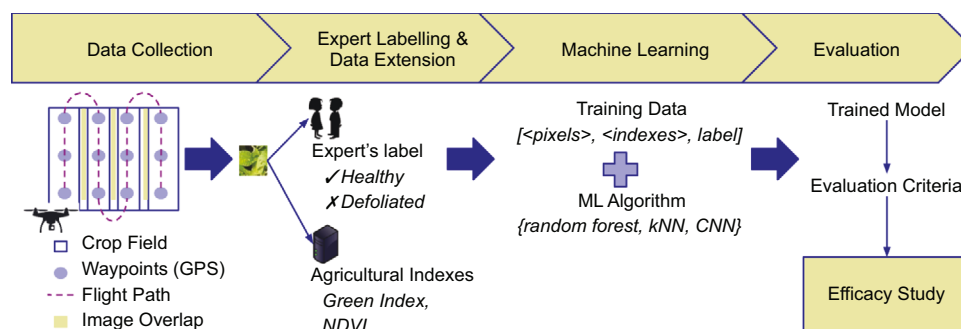 Data Collection
Expert Labelling &
Data Extension
Machine Learning
Evaluation
Crop Field
Waypoints (GPS)
Flight Path
Image Overlap
Expert's label
✓Healthy
✗Defoliated
Agricultural Indexes
Green Index,
NDVI
Training Data
[<pixels>, <indexes>, label]
ML Algorithm
{random forest, kNN, CNN}
Trained Model
Evaluation Criteria
Efficacy Study